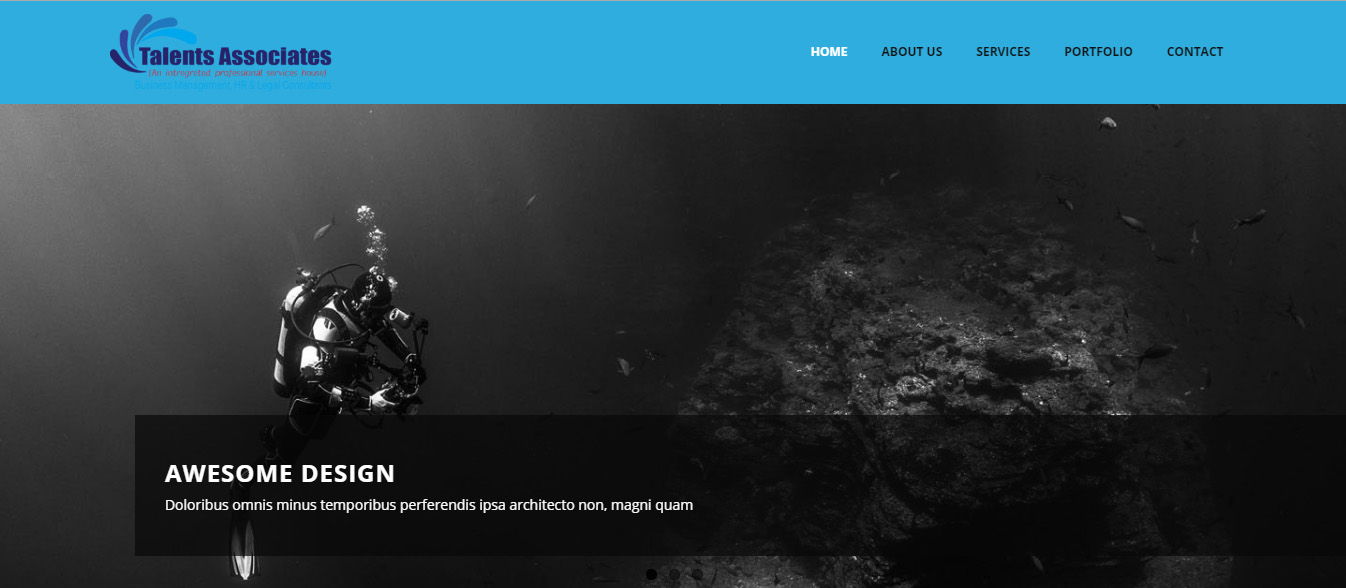 Talents Associates
(An intregrated professional services house)
Business Management, HR & Legal Consultants
HOME ABOUT US SERVICES PORTFOLIO CONTACT
AWESOME DESIGN
Doloribus omnis minus temporibus perferendis ipsa architecto non, magni quam